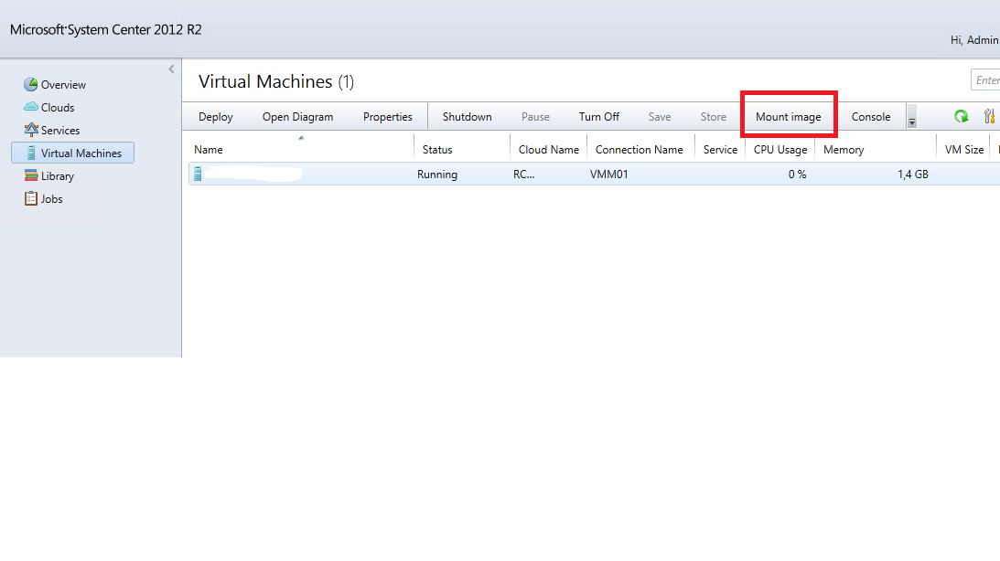 Microsoft® System Center 2012 R2
Hi, Admin
Overview
Clouds
Services
Virtual Machines
Library
Jobs
Virtual Machines (1)
Deploy Open Diagram Properties Shutdown Pause Turn Off Save Store Mount image Console
Name Status Cloud Name Connection Name Service CPU Usage Memory VM Size
Running RC... VMM01 0 % 1,4 GB